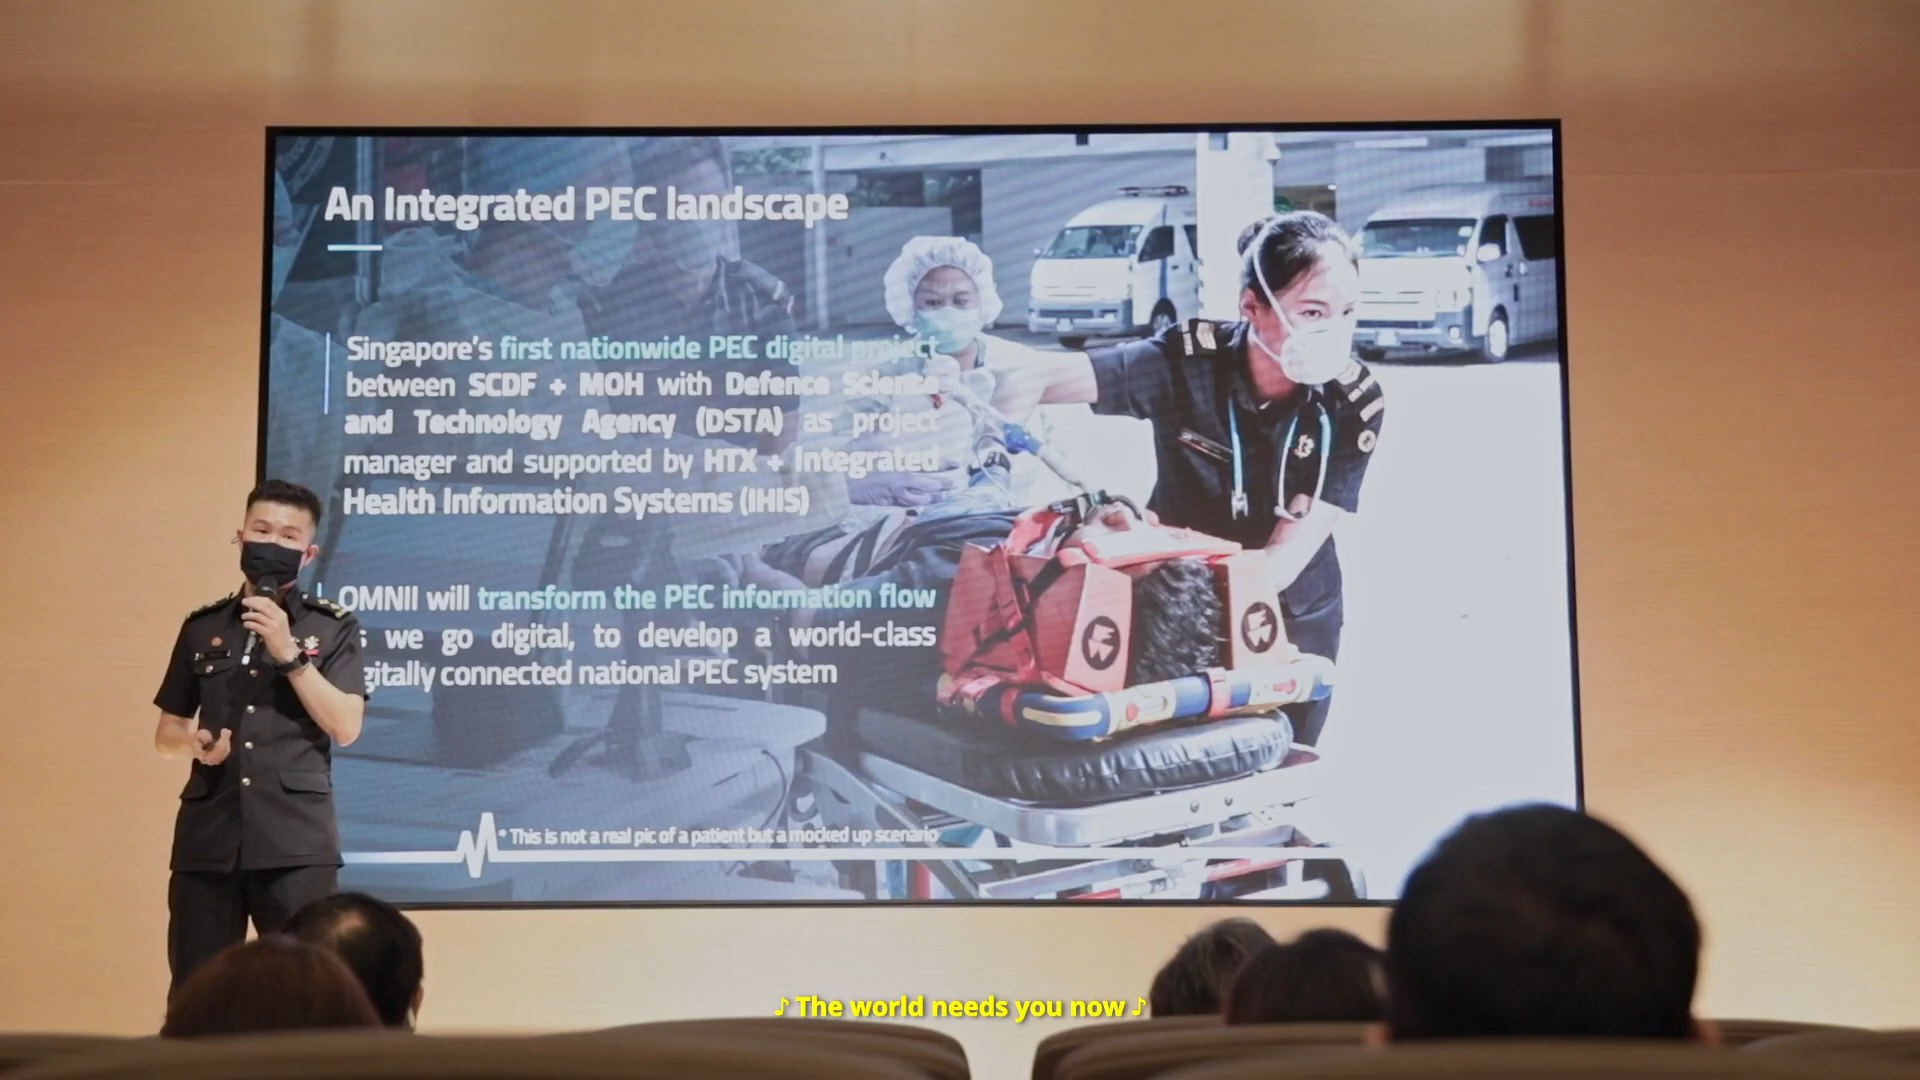 An Integrated PEC landscape
Singapore's first nationwide PEC digital project
between SCDF + MOH with Defence Science
and Technology Agency (DSTA) as project
manager and supported by HTX + Integrated
Health Information Systems (IHIS)
OMNII will transform the PEC information flow
s we go digital, to develop a world-class
gitally connected national PEC system
* This is not a real pic of a patient but a mocked up scenario
♪ The world needs you now ♪